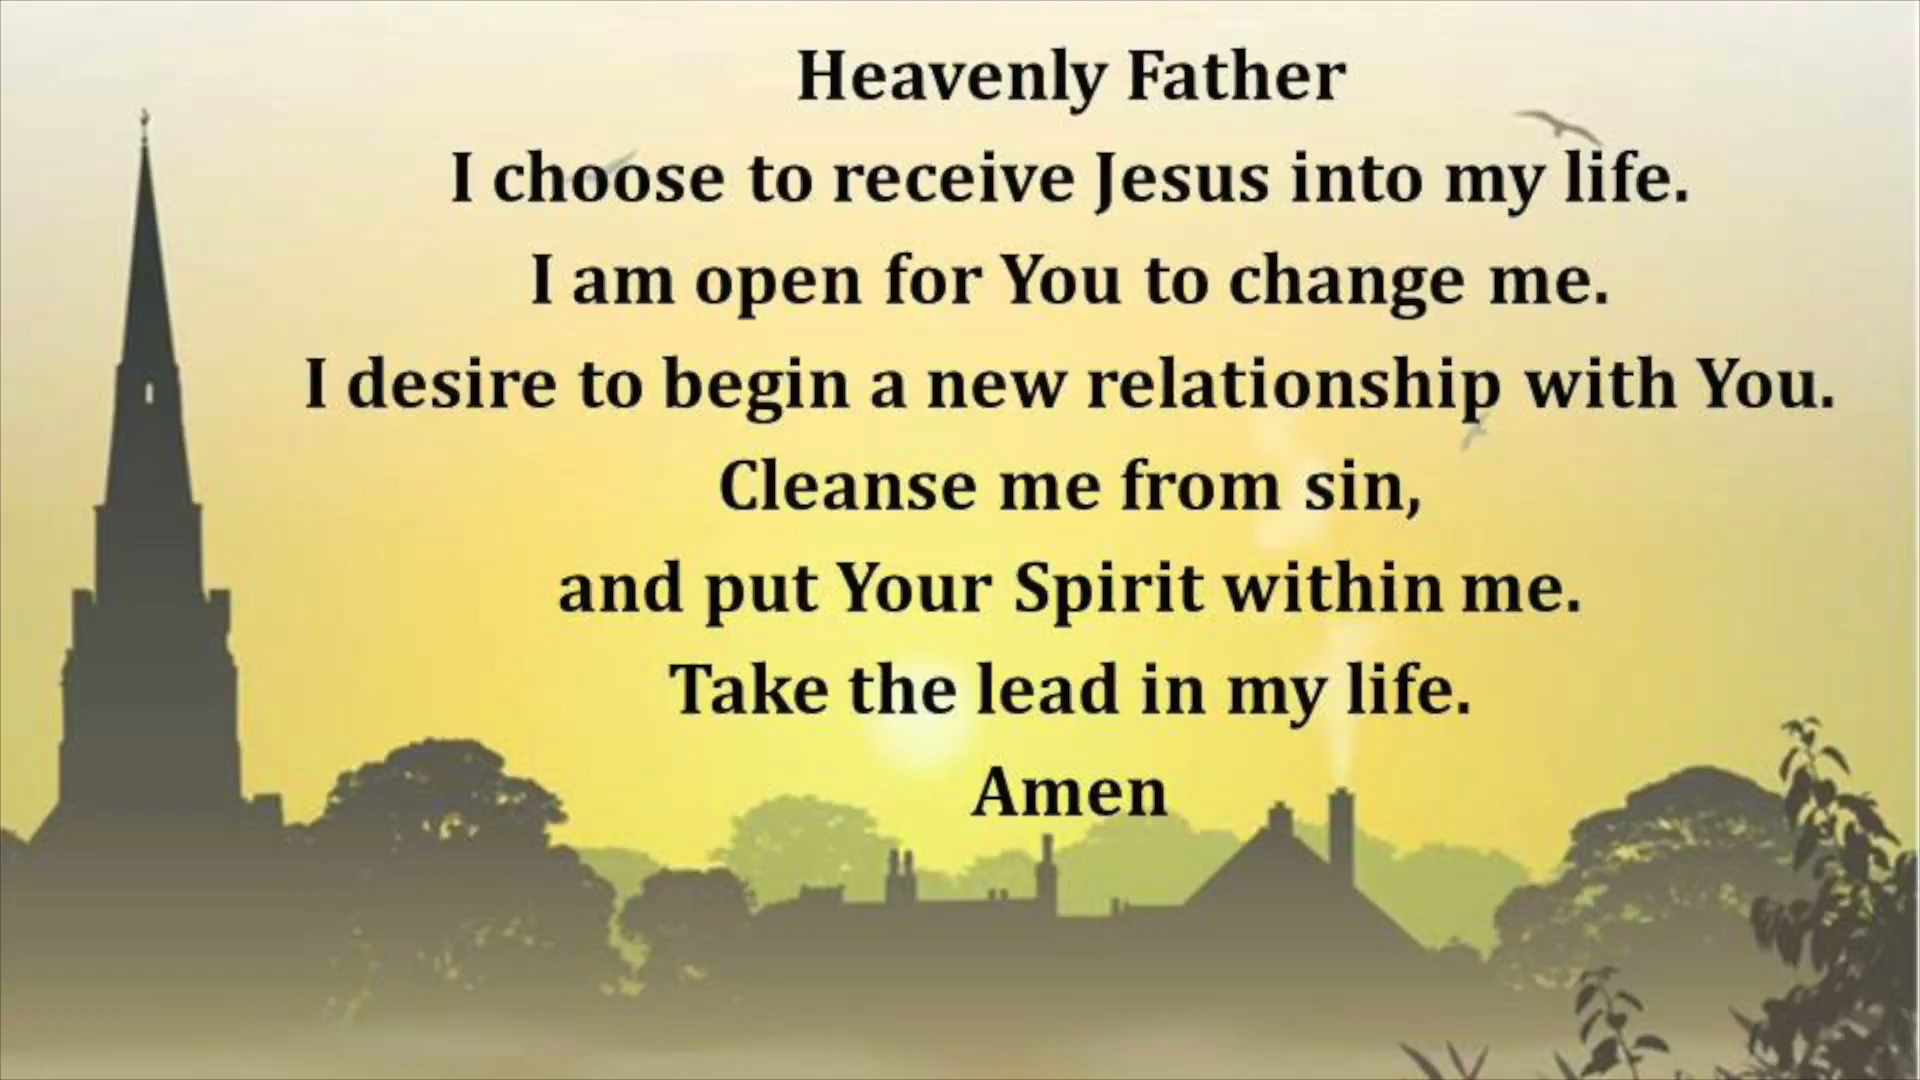 Heavenly Father
I choose to receive Jesus into my life.
I am open for You to change me.
I desire to begin a new relationship with You.
Cleanse me from sin,
and put Your Spirit within me.
Take the lead in my life.
Amen